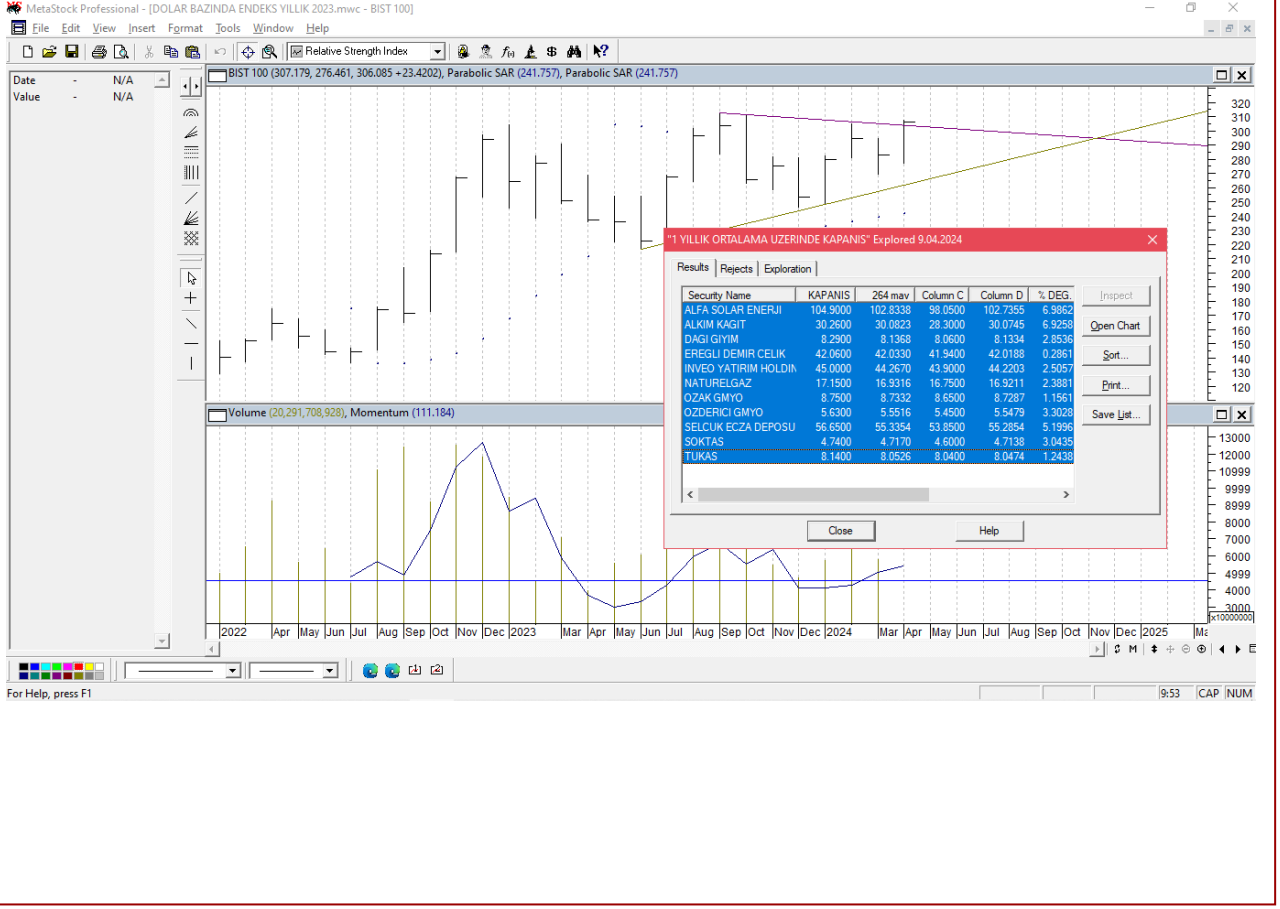 MetaStock Professional - [DOLAR BAZINDA ENDEKS YILLIK 2023.mwc - BIST 100]
File Edit View Insert Format Tools Window Help
Relative Strength Index
Date - N/A
Value - N/A
BIST 100 (307.179, 276.461, 306.085 +23.4202), Parabolic SAR (241.757), Parabolic SAR (241.757)
320
310
300
290
280
270
260
250
240
230
220
210
200
190
180
170
160
150
140
130
120
"1 YILLIK ORTALAMA UZERINDE KAPANIS" Explored 9.04.2024
Results Rejects Exploration
Security Name KAPANIS 264 mav Column C Column D % DEG.
ALFA SOLAR ENERJI 104.9000 102.8338 98.0500 102.7355 6.9862
ALKIM KAGIT 30.2600 30.0823 28.3000 30.0745 6.9258
DAGI GIYIM 8.2900 8.1368 8.0600 8.1334 2.8536
EREGLI DEMIR CELIK 42.0600 42.0330 41.9400 42.0188 0.2861
INVEO YATIRIM HOLDIN 45.0000 44.2670 43.9000 44.2203 2.5057
NATURELGAZ 17.1500 16.9316 16.7500 16.9211 2.3881
OZAK GMYO 8.7500 8.7332 8.6500 8.7287 1.1561
OZDERICI GMYO 5.6300 5.5516 5.4500 5.5479 3.3028
SELCUK ECZA DEPOSU 56.6500 55.3354 53.8500 55.2854 5.1996
SOKTAS 4.7400 4.7170 4.6000 4.7138 3.0435
TUKAS 8.1400 8.0526 8.0400 8.0474 1.2438
Inspect
Open Chart
Sort...
Print...
Save List...
Close Help
Volume (20,291,708,928), Momentum (111.184)
13000
12000
10999
9999
8999
8000
7000
6000
4999
4000
3000
x10000000
2022 Apr May Jun Jul Aug Sep Oct Nov Dec 2023 Mar Apr May Jun Jul Aug Sep Oct Nov Dec 2024 Mar Apr May Jun Jul Aug Sep Oct Nov Dec 2025 Ma
M
For Help, press F1
9:53 CAP NUM